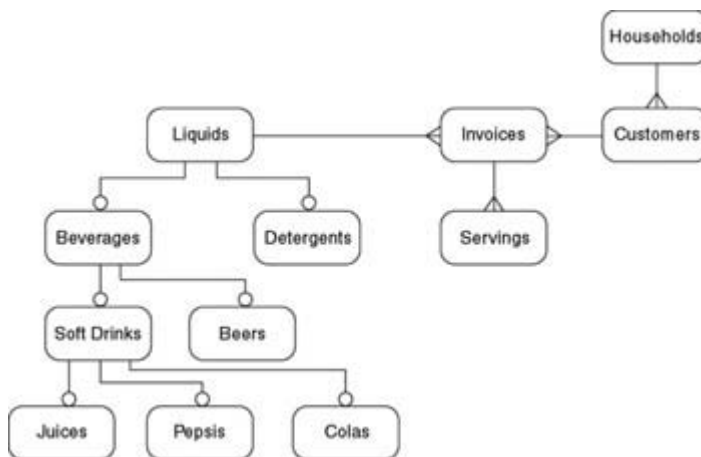 Households
Liquids
Invoices
Customers
Beverages
Detergents
Servings
Soft Drinks
Beers
Juices
Pepsis
Colas